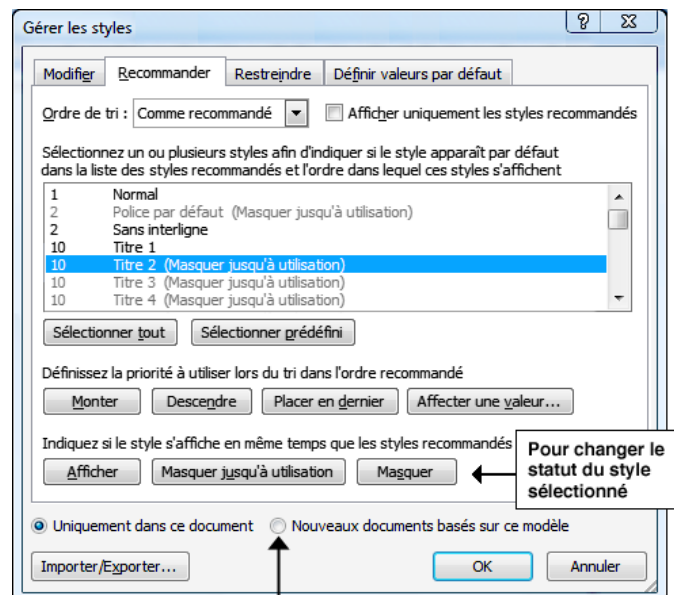 Gérer les styles
Modifier Recommander Restreindre Définir valeurs par défaut
Ordre de tri : Comme recommandé Afficher uniquement les styles recommandés
Sélectionnez un ou plusieurs styles afin d'indiquer si le style apparaît par défaut
dans la liste des styles recommandés et l'ordre dans lequel ces styles s'affichent
1 Normal
2 Police par défaut (Masquer jusqu'à utilisation)
2 Sans interligne
10 Titre 1
10 Titre 2 (Masquer jusqu'à utilisation)
10 Titre 3 (Masquer jusqu'à utilisation)
10 Titre 4 (Masquer jusqu'à utilisation)
Sélectionner tout Sélectionner prédéfini
Définissez la priorité à utiliser lors du tri dans l'ordre recommandé
Monter Descendre Placer en dernier Affecter une valeur...
Indiquez si le style s'affiche en même temps que les styles recommandés
Afficher Masquer jusqu'à utilisation Masquer
Pour changer le
statut du style
sélectionné
Uniquement dans ce document Nouveaux documents basés sur ce modèle
Importer/Exporter... OK Annuler